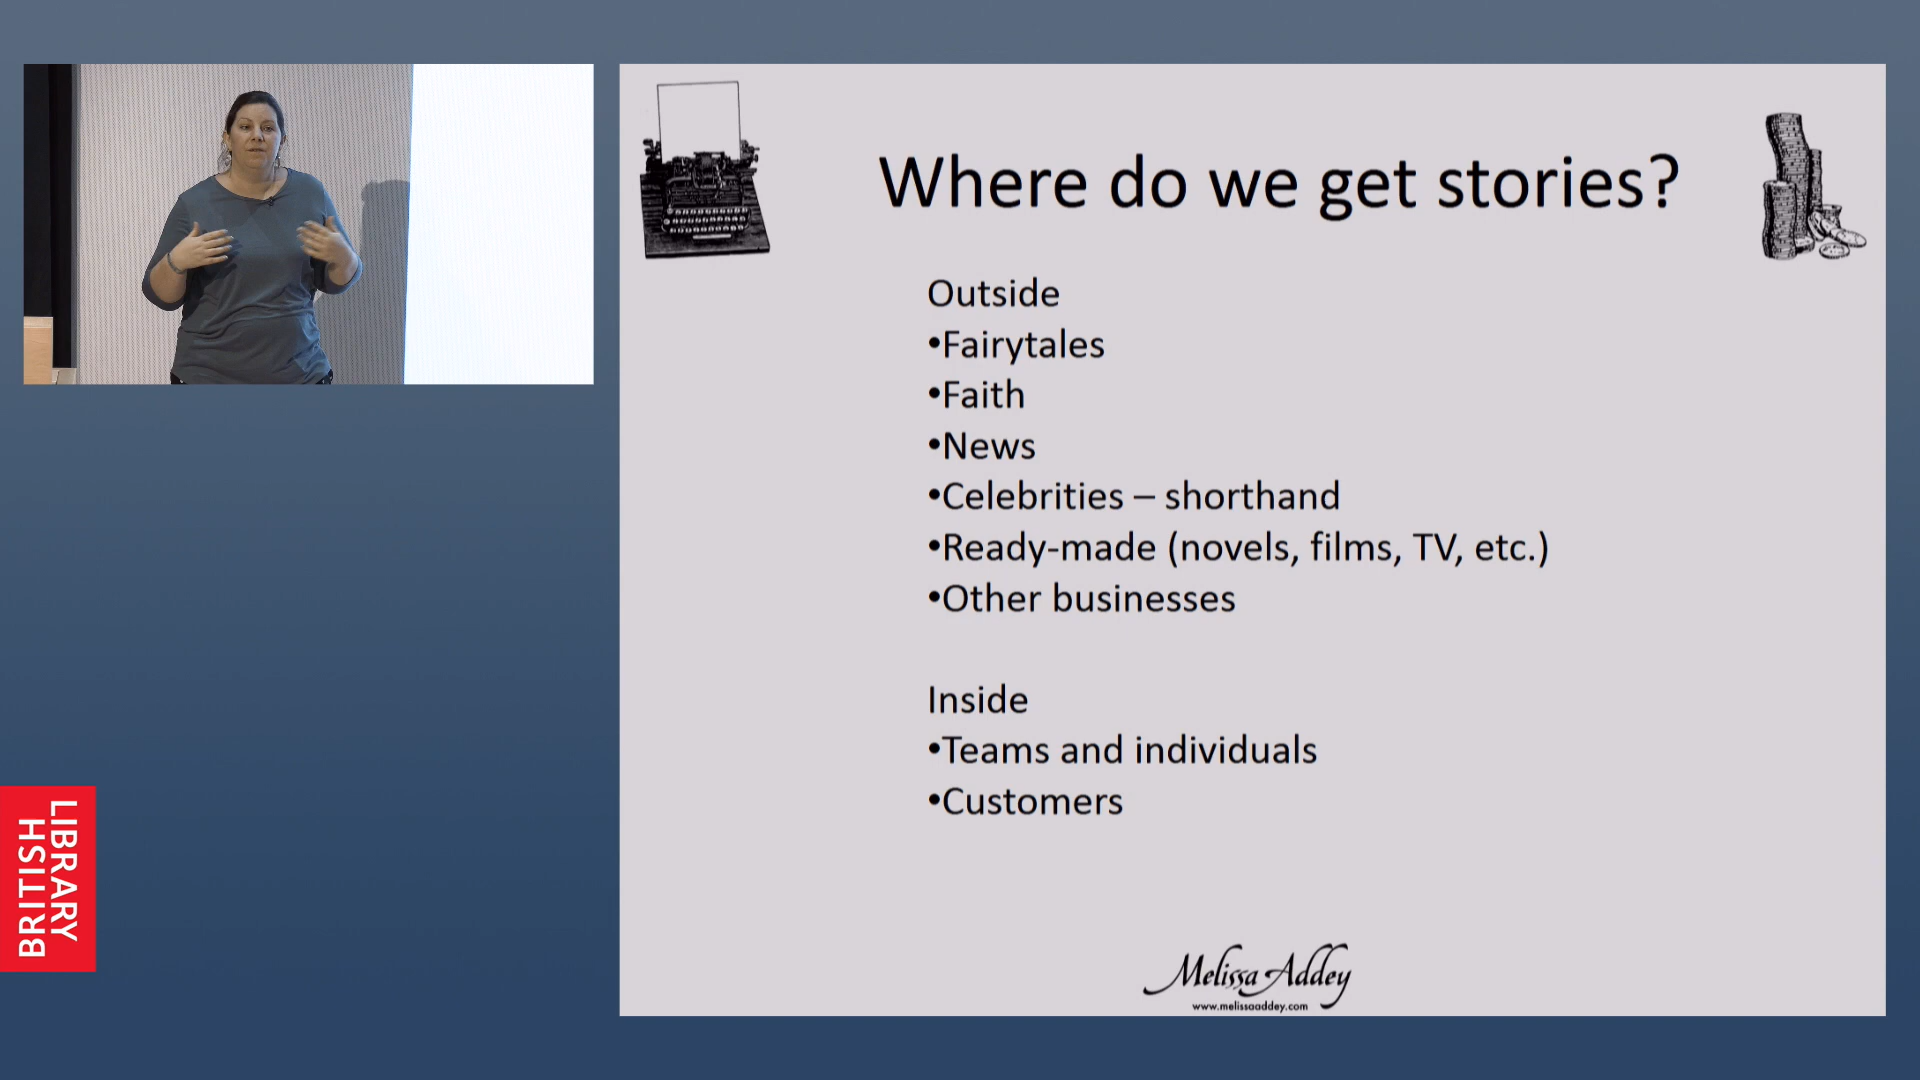 Where do we get stories?
Outside
•Fairytales
•Faith
•News
•Celebrities – shorthand
•Ready-made (novels, films, TV, etc.)
•Other businesses
Inside
•Teams and individuals
•Customers
Melissa Addey
www.melissaaddey.com
BRITISH
LIBRARY